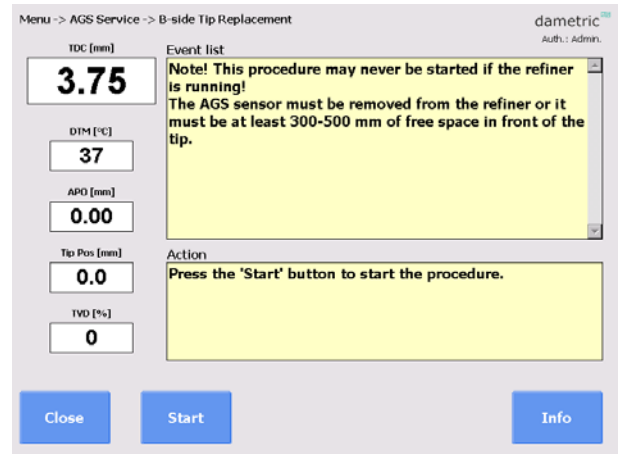 Menu -> AGS Service -> B-side Tip Replacement
dametric
Auth.: Admin.
TDC [mm]
3.75
DTM [°C]
37
APO [mm]
0.00
Tip Pos [mm]
0.0
TVD [%]
0
Event list
Note! This procedure may never be started if the refiner
is running!
The AGS sensor must be removed from the refiner or it
must be at least 300-500 mm of free space in front of the
tip.
Action
Press the 'Start' button to start the procedure.
Close
Start
Info